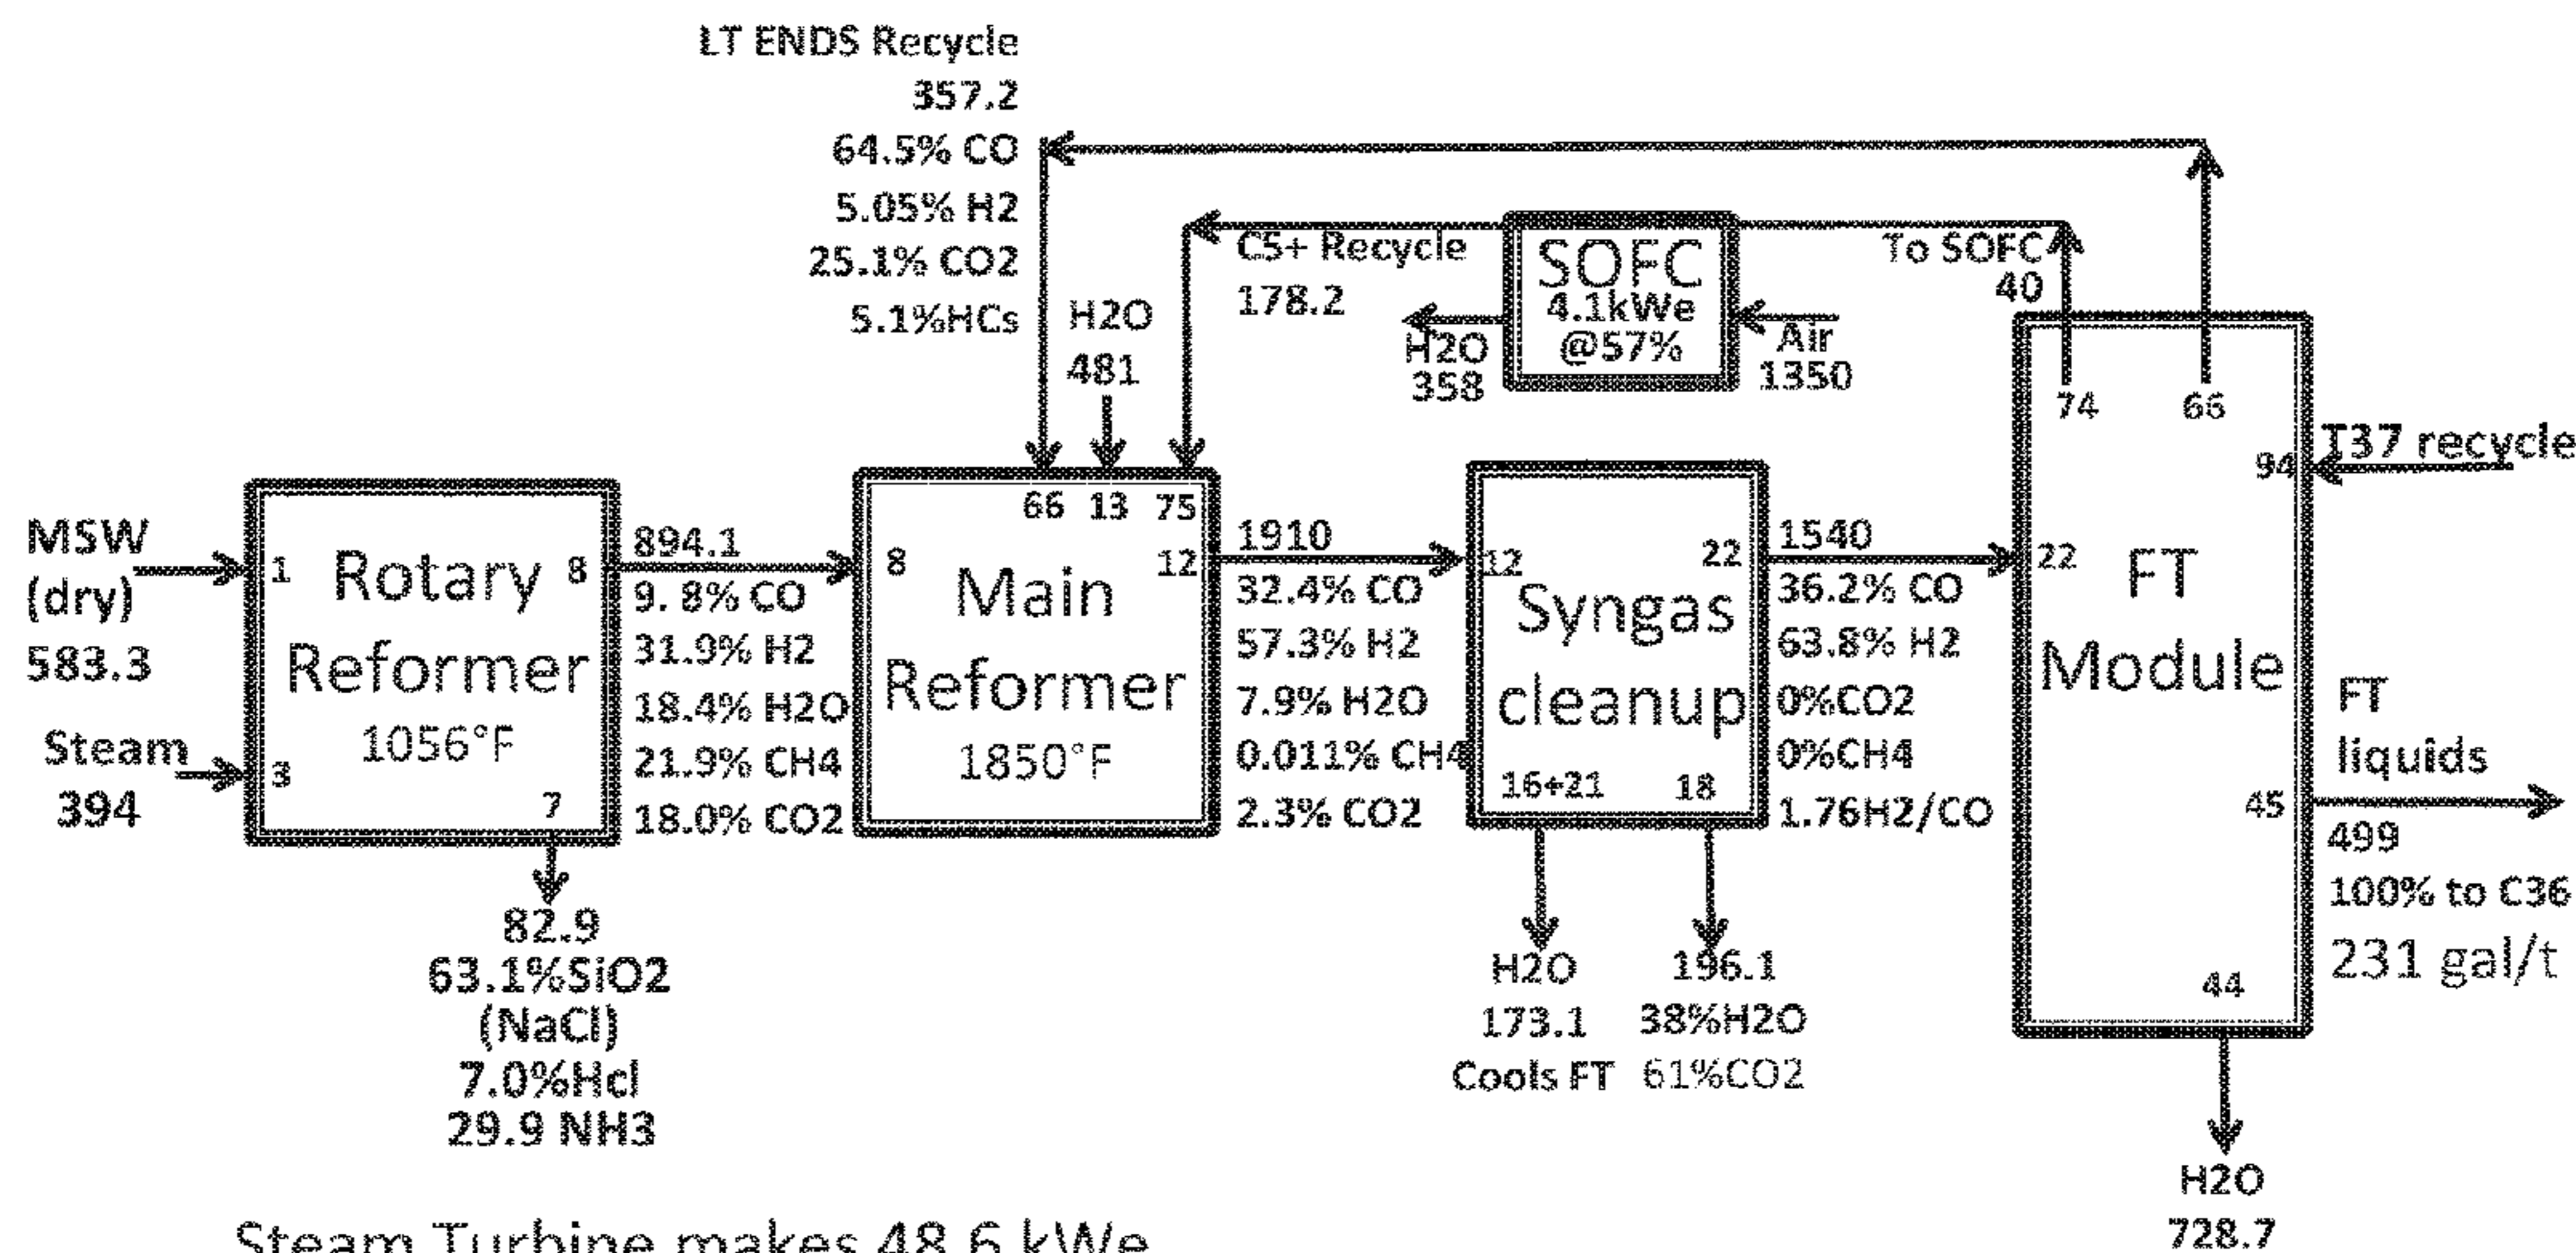 LT ENDS Recycle
357.2
64.5% CO
5.05% H2
25.1% CO2
5.1%HCs
H2O
481
C5+ Recycle
178.2
H2O
358
SOFC
4.1kWe
@57%
Air
1350
To SOFC
40
74
66
T37 recycle
94
MSW
(dry)
583.3
Steam
394
1
3
Rotary
Reformer
1056°F
8
7
82.9
63.1%SiO2
(NaCl)
7.0%Hcl
29.9 NH3
894.1
9. 8% CO
31.9% H2
18.4% H2O
21.9% CH4
18.0% CO2
66 13 75
8
12
Main
Reformer
1850°F
1910
32.4% CO
57.3% H2
7.9% H2O
0.011% CH4
2.3% CO2
12
22
Syngas
cleanup
16+21
18
H2O
173.1
Cools FT
196.1
38%H2O
61%CO2
1540
36.2% CO
63.8% H2
0%CO2
0%CH4
1.76H2/CO
22
FT
Module
45
44
FT
liquids
499
100% to C36
231 gal/t
H2O
728.7
Steam Turbine makes 48.6 kWe